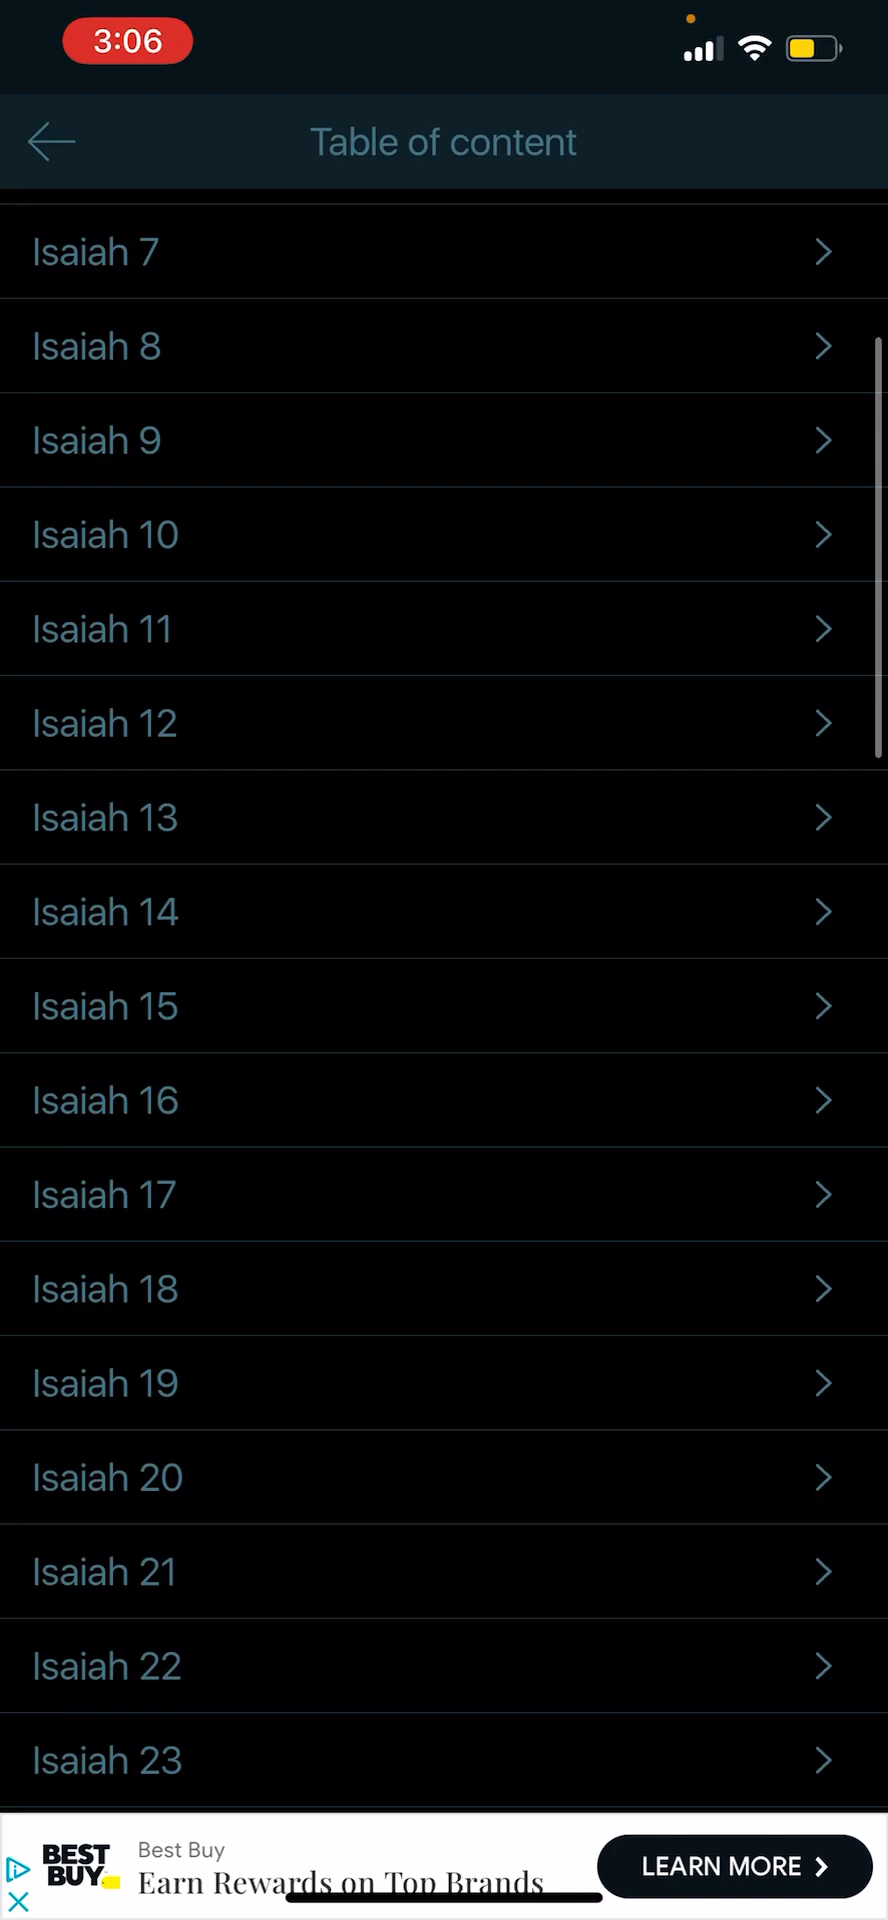 3:06
Table of content
Isaiah 7
Isaiah 8
Isaiah 9
Isaiah 10
Isaiah 11
Isaiah 12
Isaiah 13
Isaiah 14
Isaiah 15
Isaiah 16
Isaiah 17
Isaiah 18
Isaiah 19
Isaiah 20
Isaiah 21
Isaiah 22
Isaiah 23
BEST
BUY
Best Buy
Earn Rewards on Top Brands
LEARN MORE